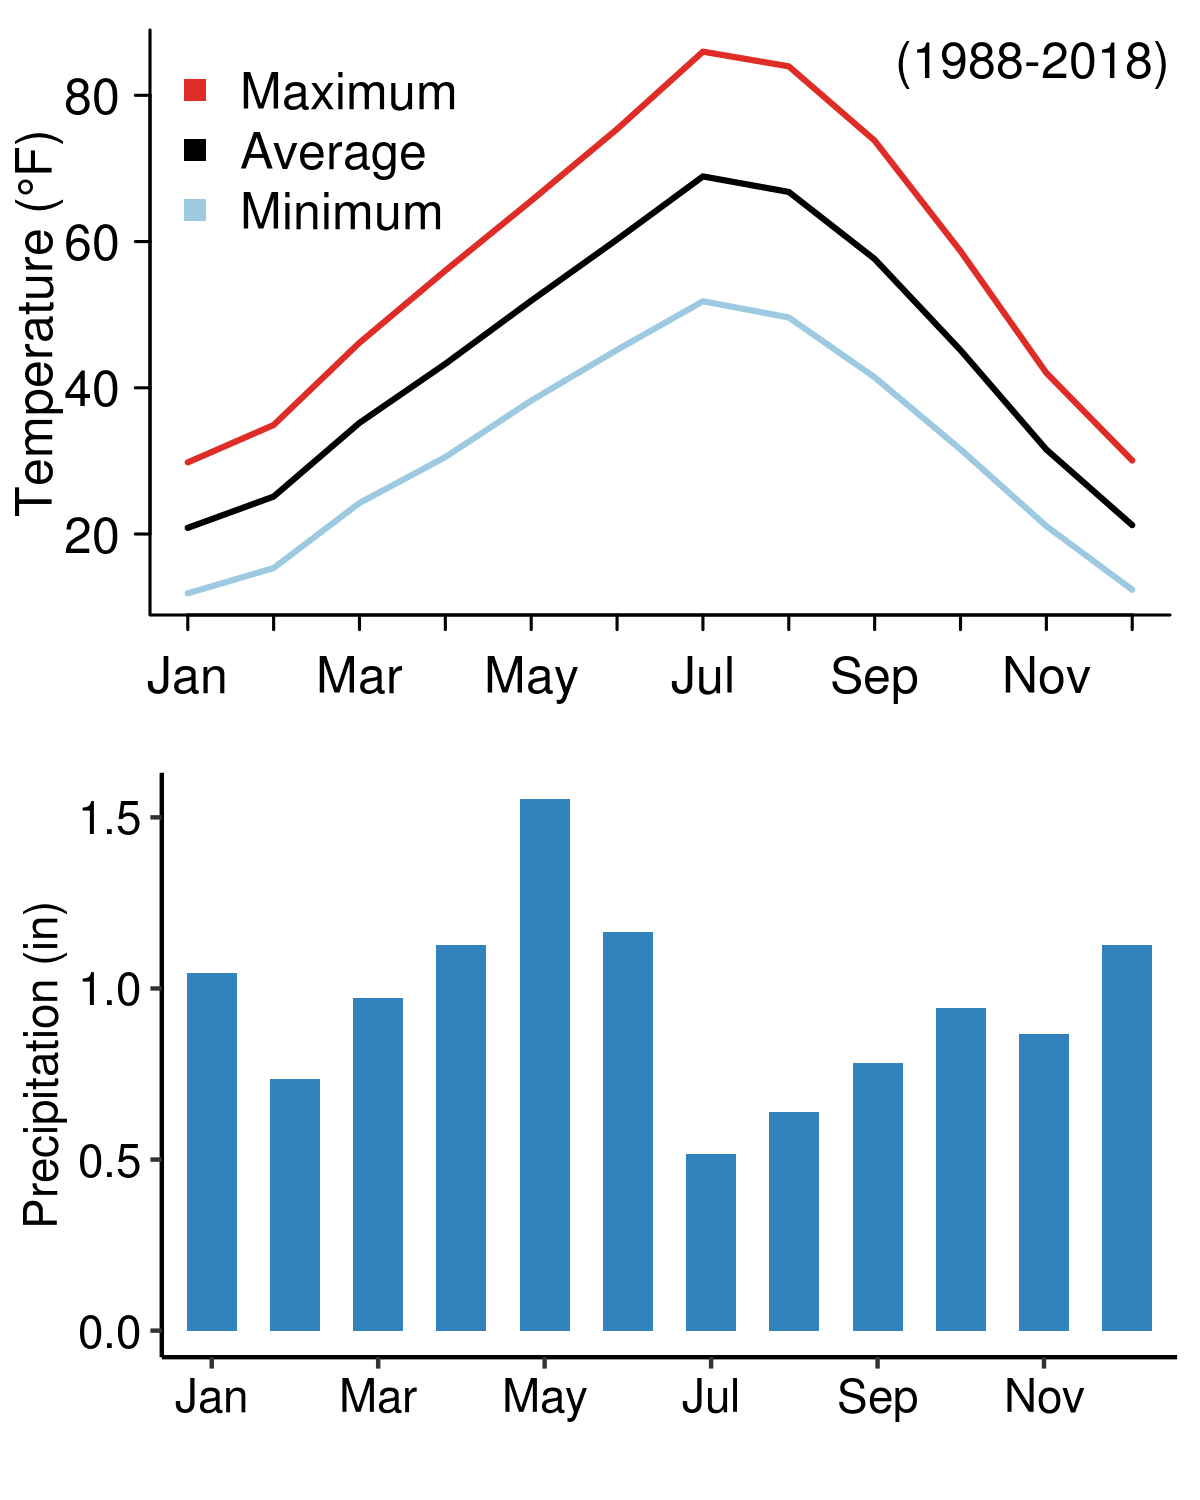 (1988-2018)
Maximum
Average
Minimum
Temperature (°F)
80
60
40
20
Jan Mar May Jul Sep Nov
Precipitation (in)
1.5
1.0
0.5
0.0
Jan Mar May Jul Sep Nov